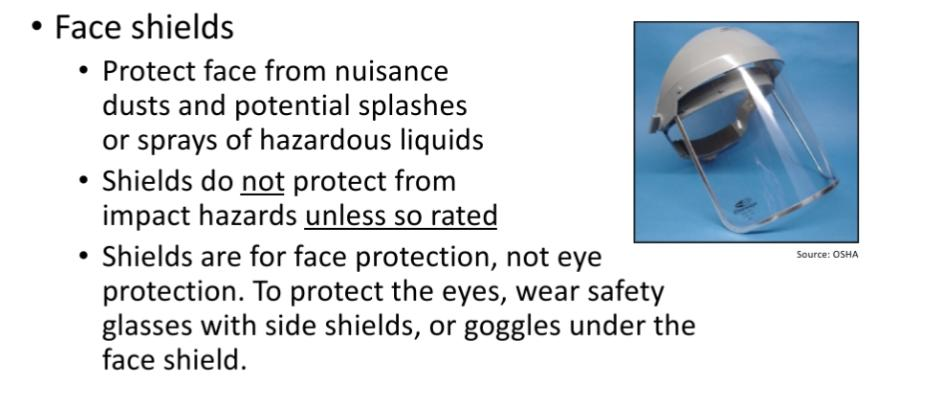 • Face shields
• Protect face from nuisance
dusts and potential splashes
or sprays of hazardous liquids
• Shields do not protect from
impact hazards unless so rated
Source: OSHA
• Shields are for face protection, not eye
protection. To protect the eyes, wear safety
glasses with side shields, or goggles under the
face shield.